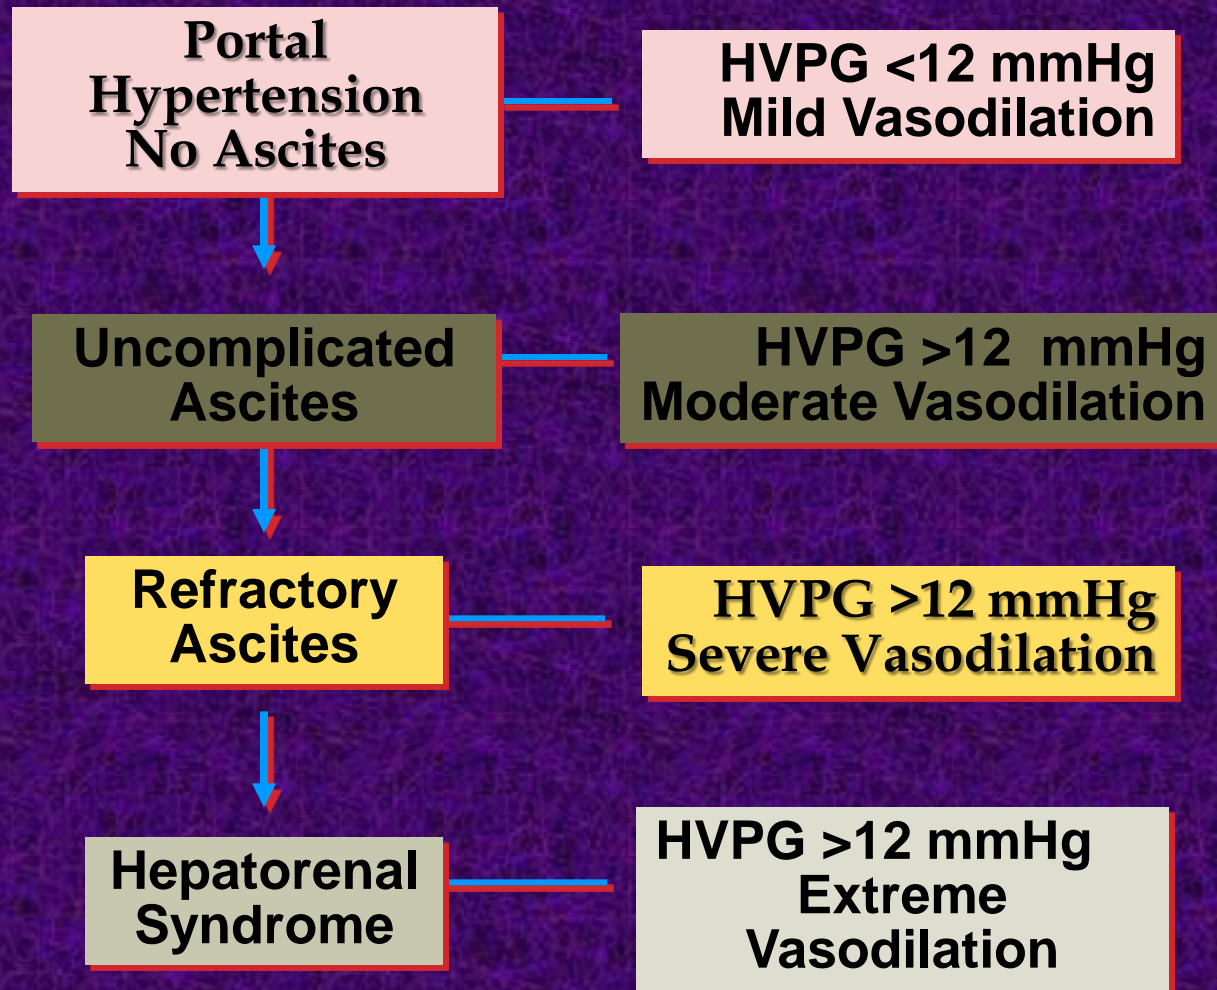 Portal
Hypertension
No Ascites
HVPG <12 mmHg
Mild Vasodilation
Uncomplicated
Ascites
HVPG >12 mmHg
Moderate Vasodilation
Refractory
Ascites
HVPG >12 mmHg
Severe Vasodilation
Hepatorenal
Syndrome
HVPG >12 mmHg
Extreme
Vasodilation